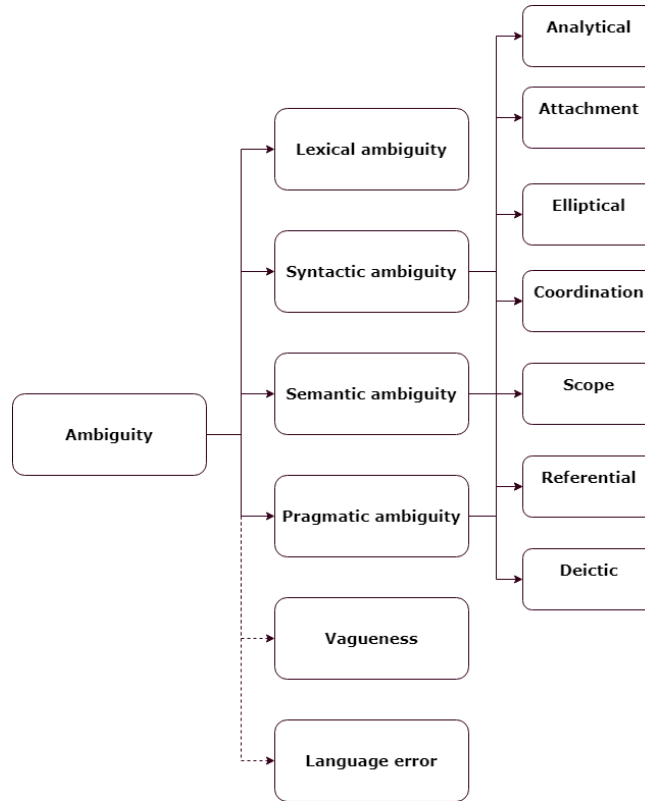 Ambiguity
Lexical ambiguity
Syntactic ambiguity
Semantic ambiguity
Pragmatic ambiguity
Vagueness
Language error
Analytical
Attachment
Elliptical
Coordination
Scope
Referential
Deictic